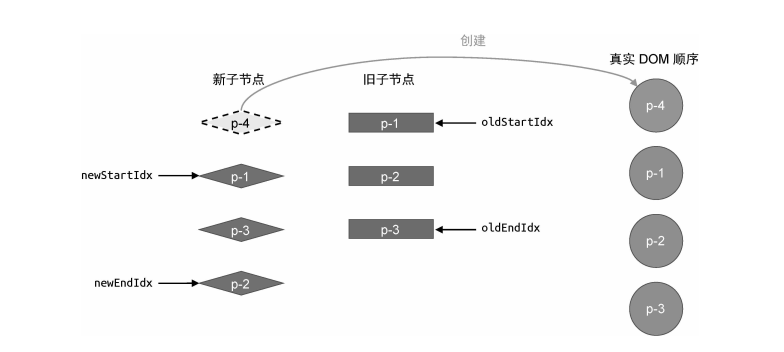 创建
真实 DOM 顺序
新子节点
旧子节点
p-4
p-1
oldStartIdx
p-4
newStartIdx
p-1
p-2
p-1
p-3
p-3
oldEndIdx
p-2
newEndIdx
p-2
p-3